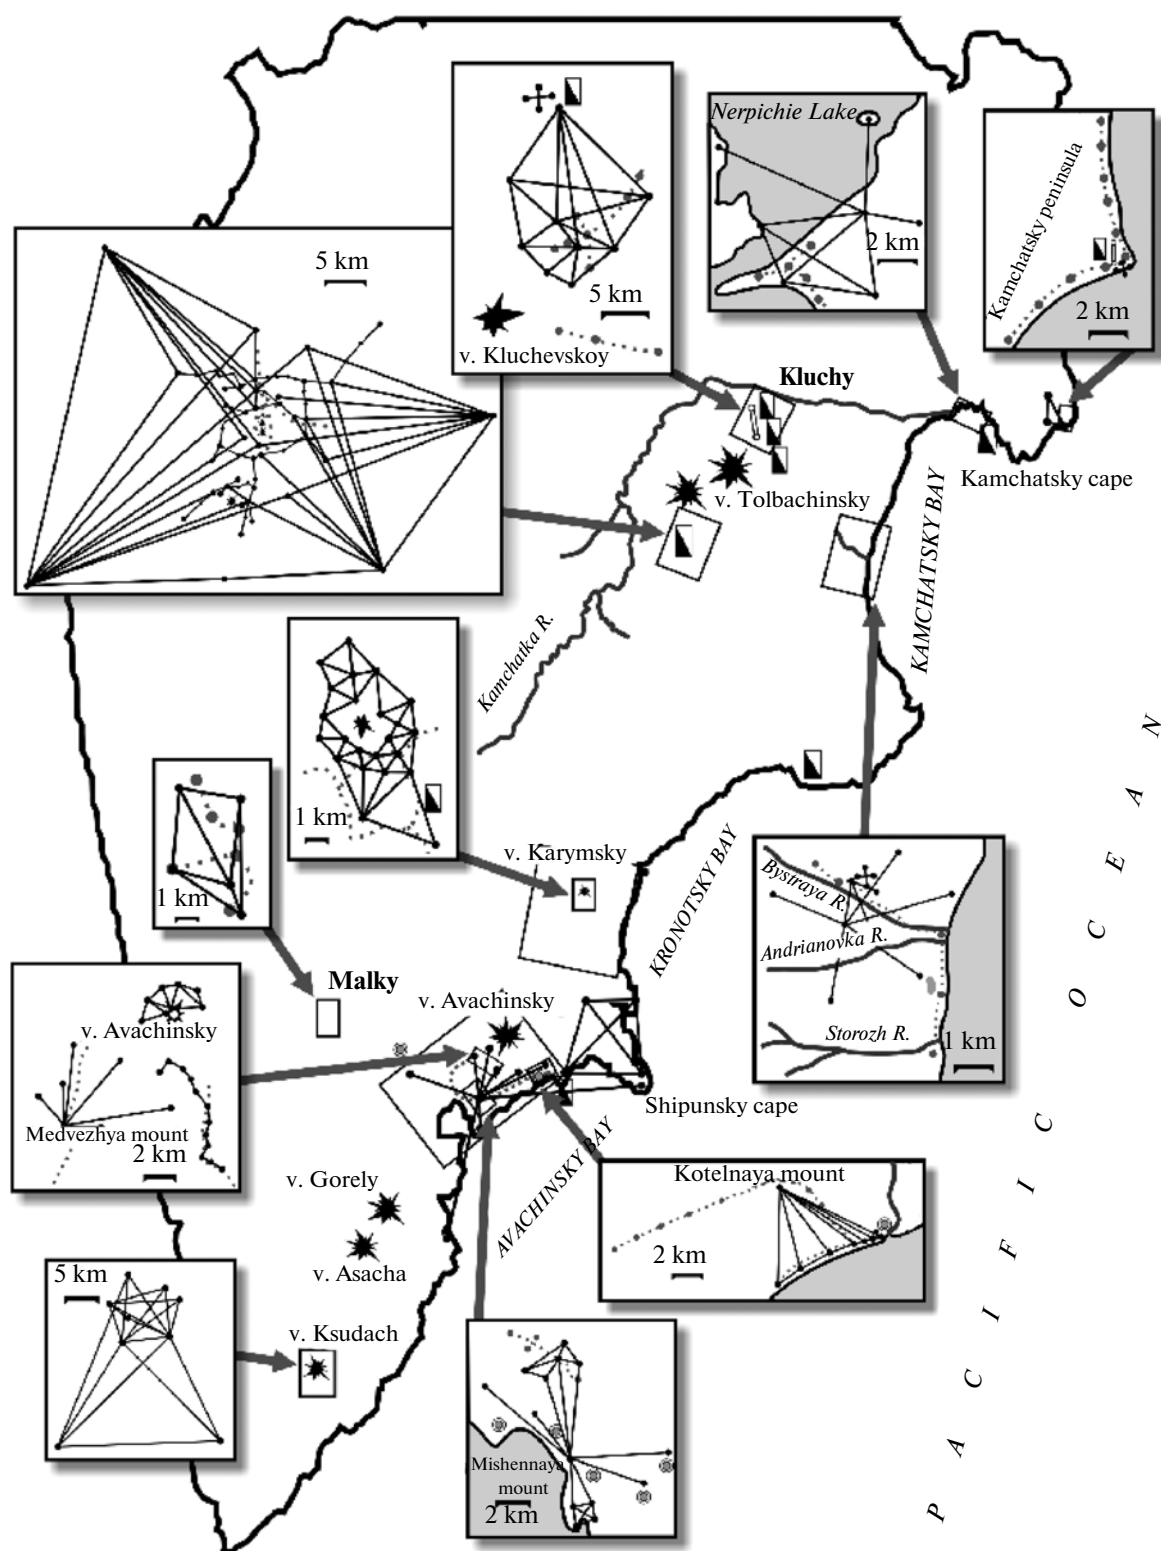 Nerpichie Lake
2 km
Kamchatsky peninsula
2 km
5 km
5 km
v. Kluchevskoy
Kluchy
Kamchatsky cape
v. Tolbachinsky
KAMCHATSKY BAY
Kamchatka R.
1 km
1 km
v. Karymsky
KRONOTSKY BAY
Bystraya R.
Andrianovka R.
Storozh R.
1 km
Malky
v. Avachinsky
v. Avachinsky
Medvezhya mount
2 km
Shipunsky cape
AVACHINSKY BAY
Kotelnaya mount
2 km
v. Gorely
v. Asacha
5 km
v. Ksudach
Mishennaya
mount
2 km
PACIFIC OCEAN